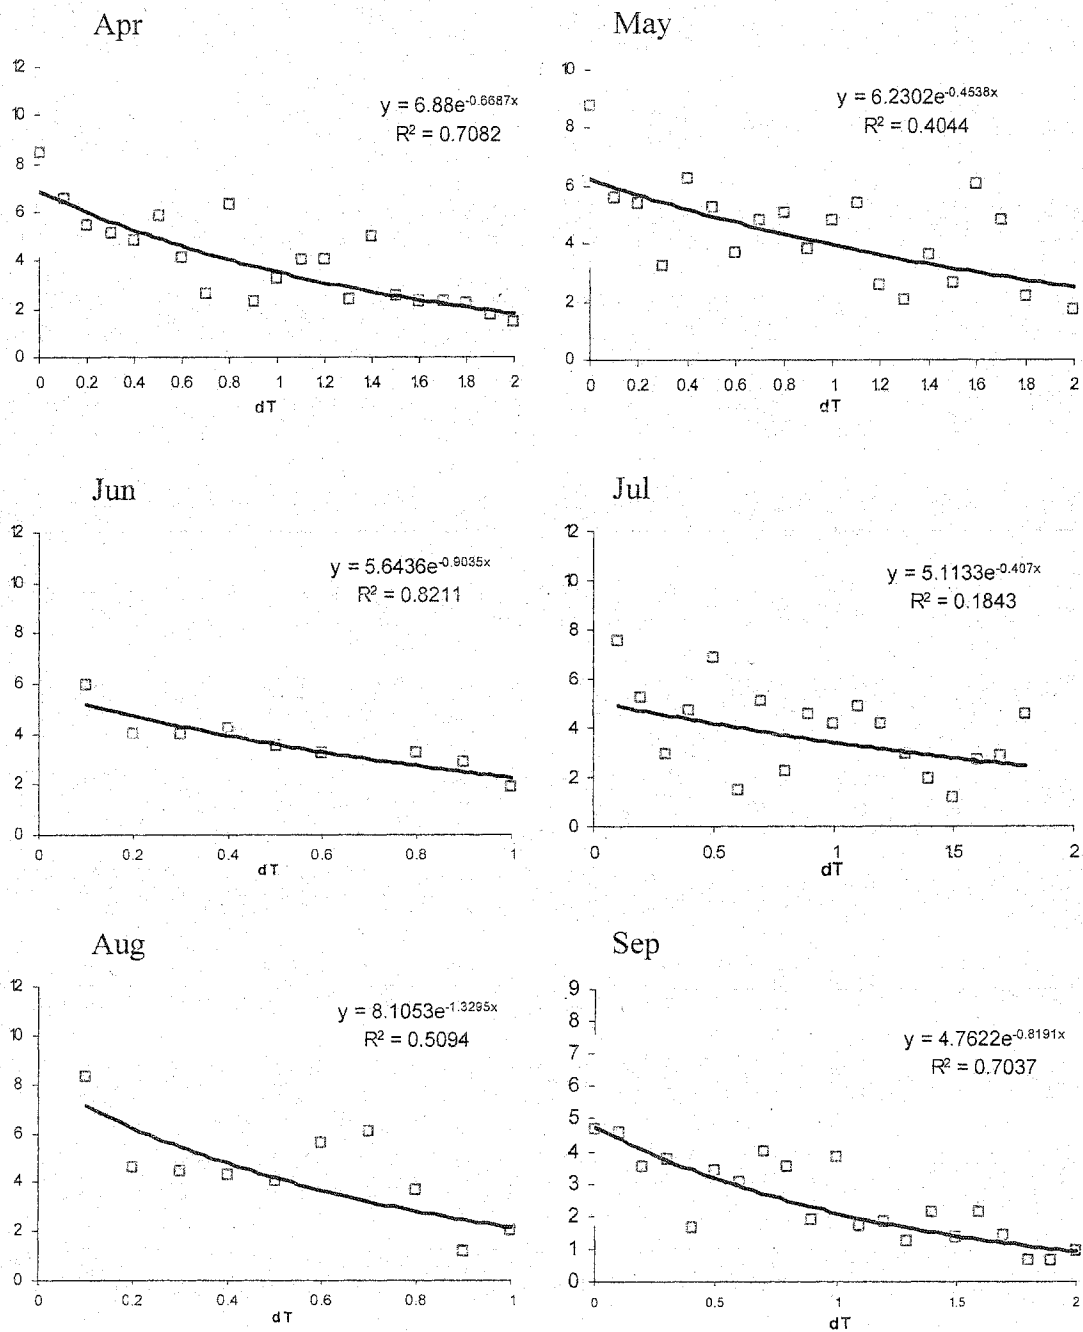 Apr
12
10
8
6
4
2
0
y = 6.88e^-0.6687x
R² = 0.7082
0 0.2 0.4 0.6 0.8 1 1.2 1.4 1.6 1.8 2
dT
May
10
8
6
4
2
0
y = 6.2302e^-0.4538x
R² = 0.4044
0 0.2 0.4 0.6 0.8 1 1.2 1.4 1.6 1.8 2
dT
Jun
12
10
8
6
4
2
0
y = 5.6436e^-0.9035x
R² = 0.8211
0 0.2 0.4 0.6 0.8 1
dT
Jul
12
10
8
6
4
2
0
y = 5.1133e^-0.407x
R² = 0.1843
0 0.5 1 1.5 2
dT
Aug
12
10
8
6
4
2
0
y = 8.1053e^-1.3295x
R² = 0.5094
0 0.2 0.4 0.6 0.8 1
dT
Sep
9
8
7
6
5
4
3
2
1
0
y = 4.7622e^-0.8191x
R² = 0.7037
0 0.5 1 1.5 2
dT